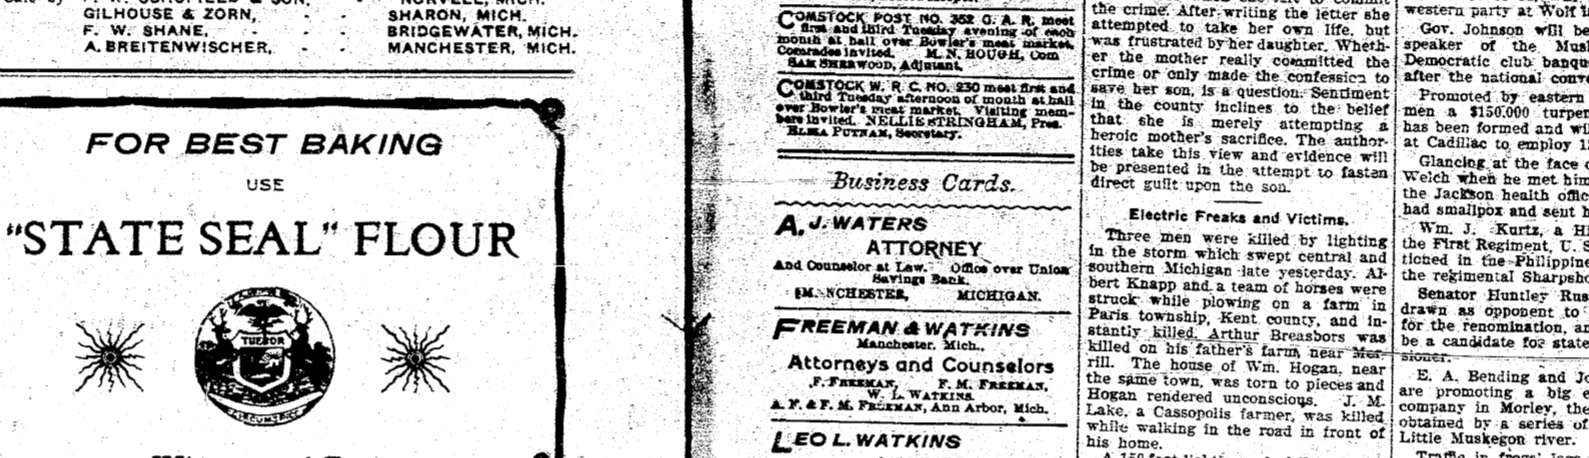 GILHOUSE & ZORN, - - SHARON, MICH.
F. W. SHANE, - - BRIDGEWATER, MICH.
A. BREITENWISCHER, - - MANCHESTER, MICH.
FOR BEST BAKING
USE
"STATE SEAL" FLOUR
TUEBOR
COMSTOCK POST NO. 352 G. A. R. meet
first and third Tuesday evening of each
month at hall over Bowler's meat market.
Comrades invited. M. N. HOUGH, Com
SAM SHERWOOD, Adjutant.
COMSTOCK W. R. C. NO. 230 meet first and
third Tuesday afternoon of month at hall
over Bowler's meat market. Visiting mem-
bers invited. NELLIE STRINGHAM, Pres.
ELMA PUTNAM, Secretary.
Business Cards.
A. J. WATERS
ATTORNEY
And Counselor at Law. Office over Union
Savings Bank.
MANCHESTER, MICHIGAN.
FREEMAN & WATKINS
Manchester, Mich.,
Attorneys and Counselors
F. FREEMAN, F. M. FREEMAN,
W. L. WATKINS.
A. F. & F. M. FREEMAN, Ann Arbor, Mich.
LEO L. WATKINS
the crime. After writing the letter she
attempted to take her own life, but
was frustrated by her daughter. Wheth-
er the mother really committed the
crime or only made the confession to
save her son, is a question. Sentiment
in the county inclines to the belief
that she is merely attempting a
heroic mother's sacrifice. The author-
ities take this view and evidence will
be presented in the attempt to fasten
direct guilt upon the son.
Electric Freaks and Victims.
Three men were killed by lighting
in the storm which swept central and
southern Michigan late yesterday. Al-
bert Knapp and a team of horses were
struck while plowing on a farm in
Paris township, Kent county, and in-
stantly killed. Arthur Breasbors was
killed on his father's farm near Mer-
rill. The house of Wm. Hogan, near
the same town, was torn to pieces and
Hogan rendered unconscious. J. M.
Lake, a Cassopolis farmer, was killed
while walking in the road in front of
his home.
western party at Wolf
Gov. Johnson will be
speaker of the
Democratic club
after the national
Promoted by eastern
men a $150,000
has been formed and
at Cadillac to employ
Glancing at the face
Welch when he met him
the Jackson health
had smallpox and sent
Wm. J. Kurtz, a
the First Regiment, U. S.
tioned in the Philippine
the regimental
Senator Huntley
drawn as opponent to
for the renomination,
be a candidate for state
sioner.
E. A. Bending and
are promoting a big
company in Morley, the
obtained by a series of
Little Muskegon river.